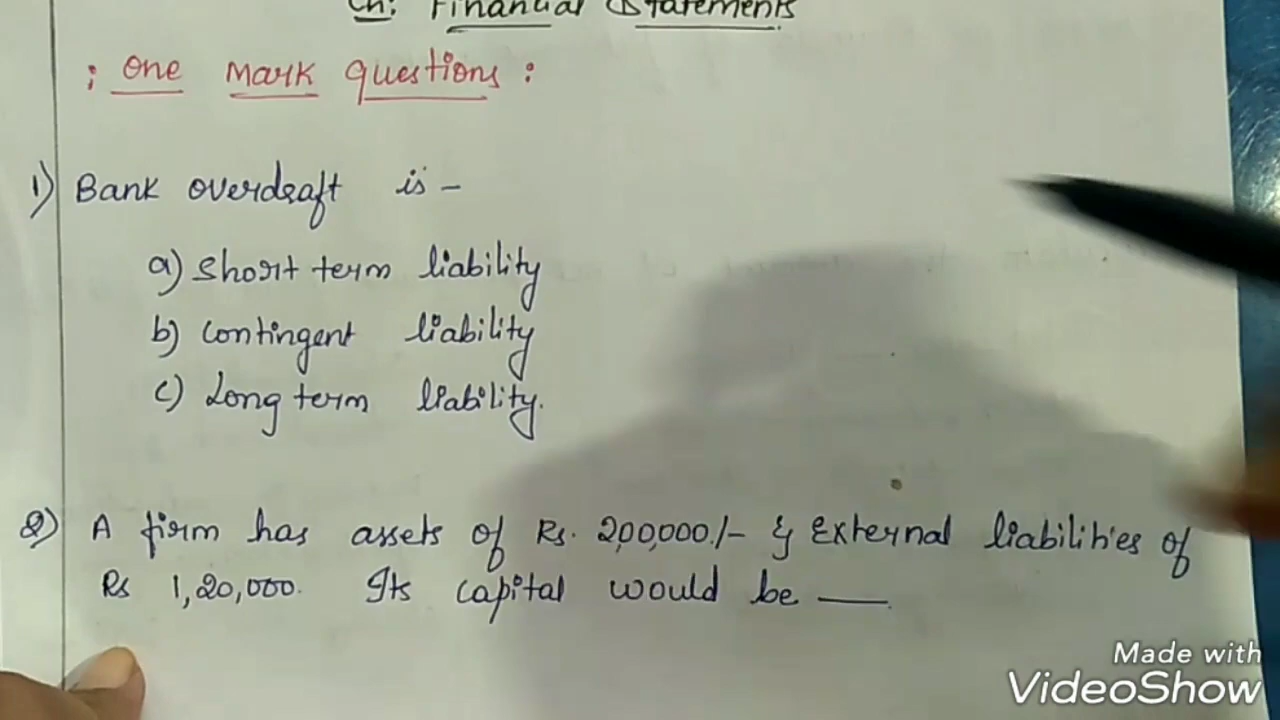 Ch: Financial Statements
: One Mark Questions :
1) Bank overdraft is –
a) Short term liability
b) Contingent liability
c) Long term liability.
2) A firm has assets of Rs. 2,00,000./- & External liabilities of
Rs 1,20,000. Its capital would be ___.
Made with
VideoShow